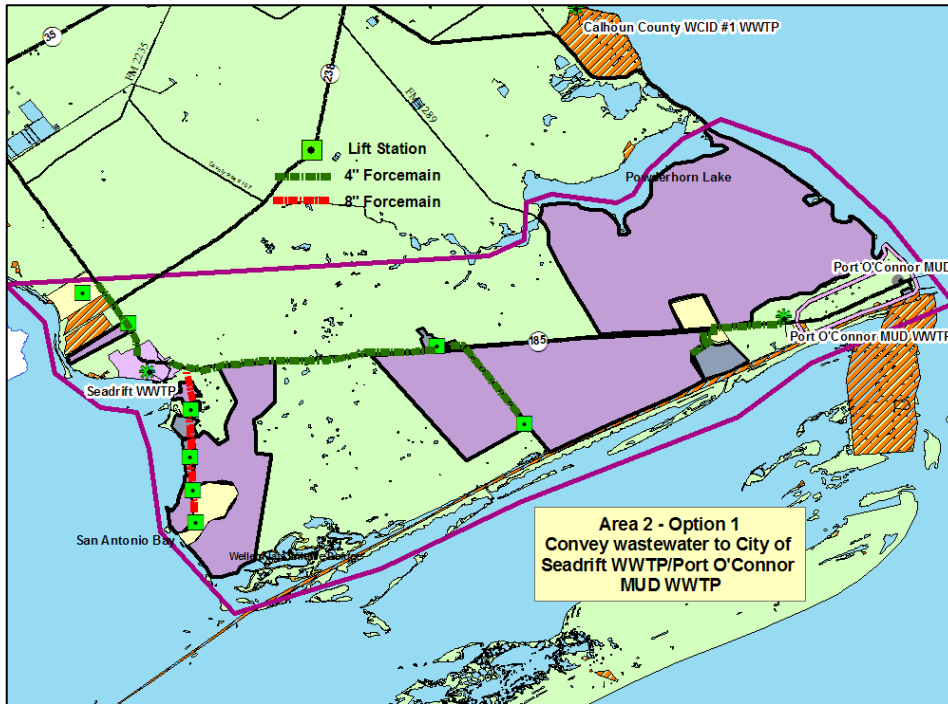 Calhoun County WCID #1 WWTP
35
FM 2235
238
FM 1289
Lift Station
4" Forcemain
8" Forcemain
Powderhorn Lake
Port O'Connor MUD
185
Port O'Connor MUD WWTP
Seadrift WWTP
San Antonio Bay
Area 2 - Option 1
Convey wastewater to City of
Seadrift WWTP/Port O'Connor
MUD WWTP